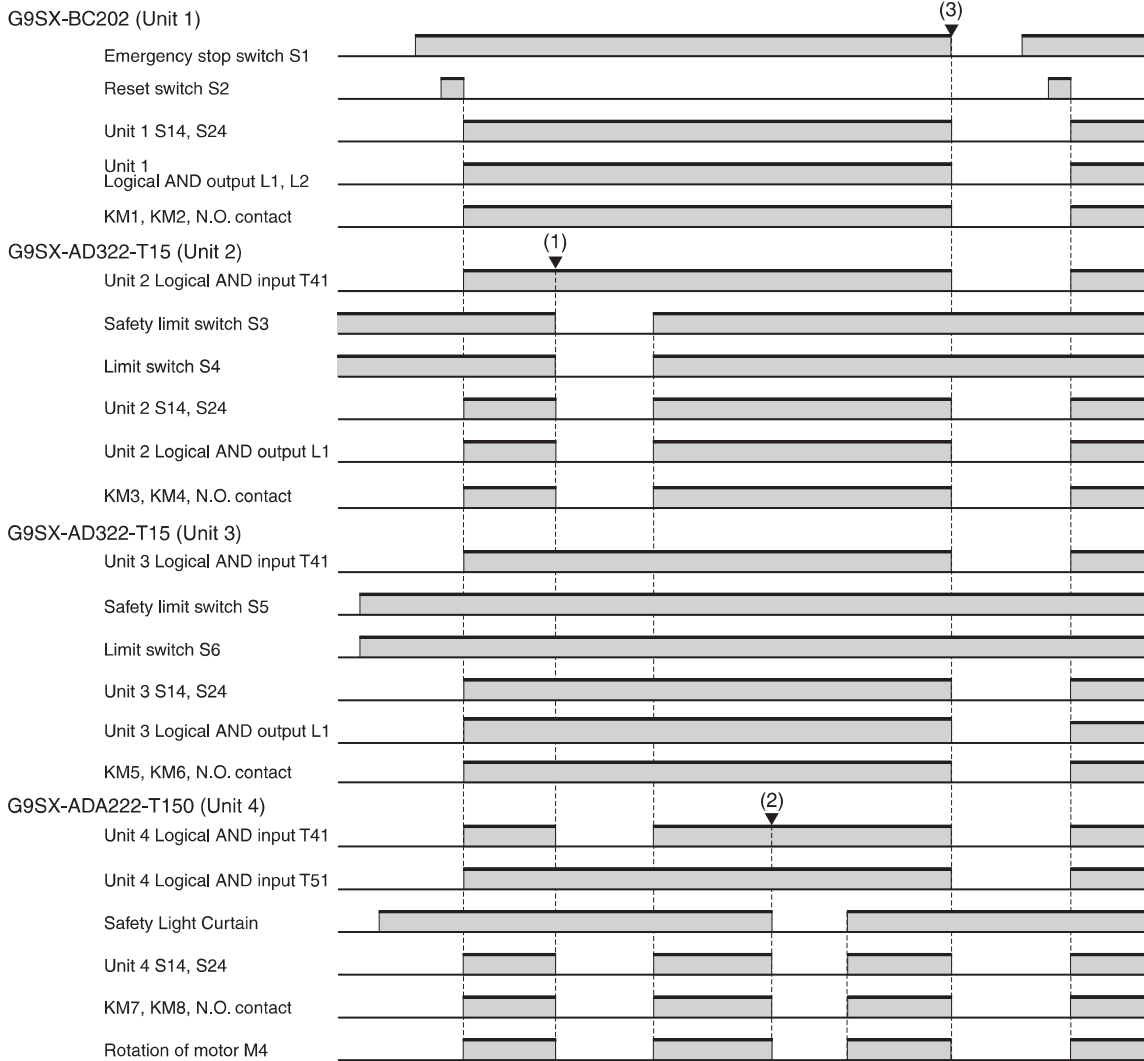 G9SX-BC202 (Unit 1)
(3)
Emergency stop switch S1
Reset switch S2
Unit 1 S14, S24
Unit 1
Logical AND output L1, L2
KM1, KM2, N.O. contact
G9SX-AD322-T15 (Unit 2)
(1)
Unit 2 Logical AND input T41
Safety limit switch S3
Limit switch S4
Unit 2 S14, S24
Unit 2 Logical AND output L1
KM3, KM4, N.O. contact
G9SX-AD322-T15 (Unit 3)
Unit 3 Logical AND input T41
Safety limit switch S5
Limit switch S6
Unit 3 S14, S24
Unit 3 Logical AND output L1
KM5, KM6, N.O. contact
G9SX-ADA222-T150 (Unit 4)
(2)
Unit 4 Logical AND input T41
Unit 4 Logical AND input T51
Safety Light Curtain
Unit 4 S14, S24
KM7, KM8, N.O. contact
Rotation of motor M4